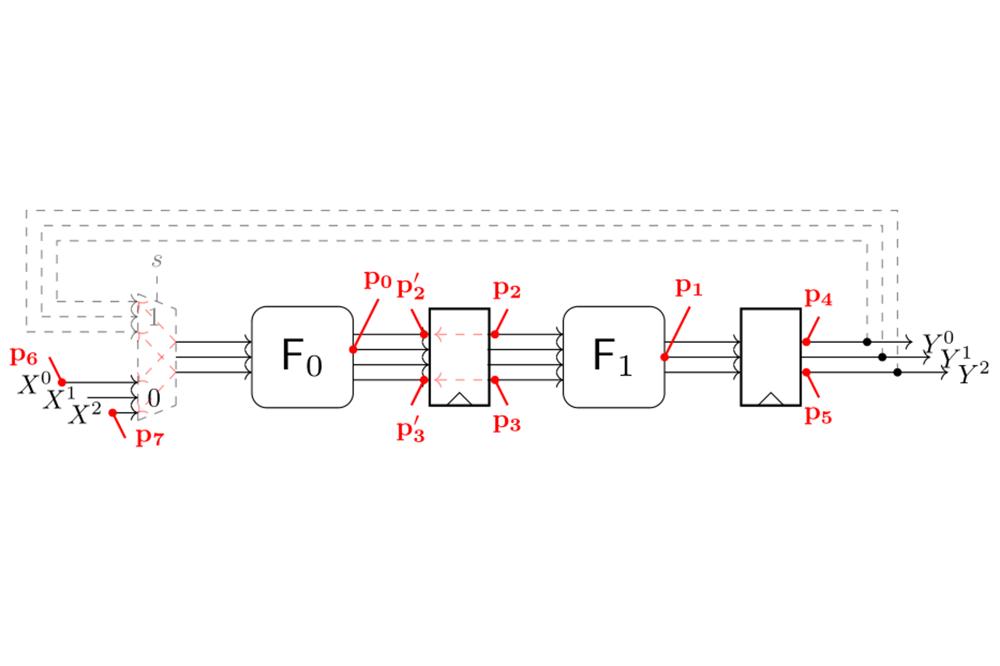 s
p₀ p′₂ p₂ p₁ p₄
1
p₆
F₀ F₁
Y⁰
Y¹
Y²
X⁰
X¹ 0
X²
p₇ p′₃ p₃ p₅